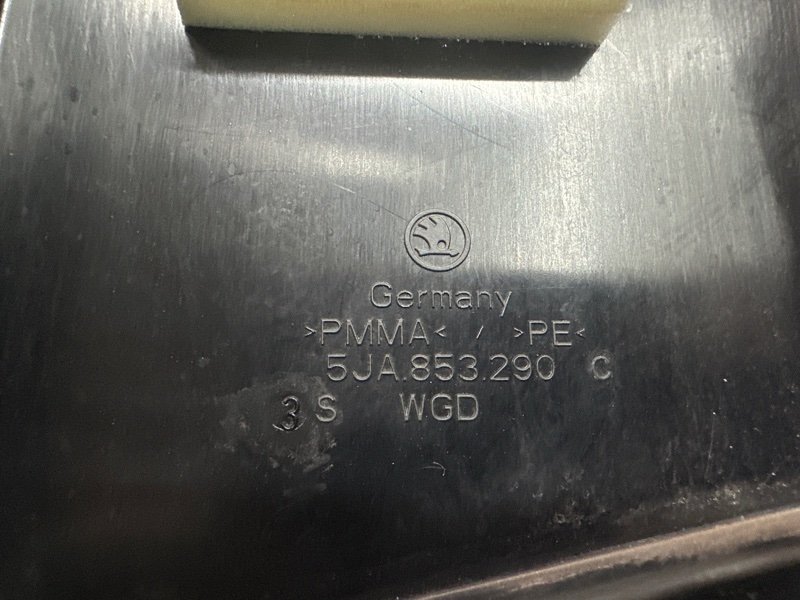 Germany
>PMMA< / >PE<
5JA.853.290 C
3 S WGD